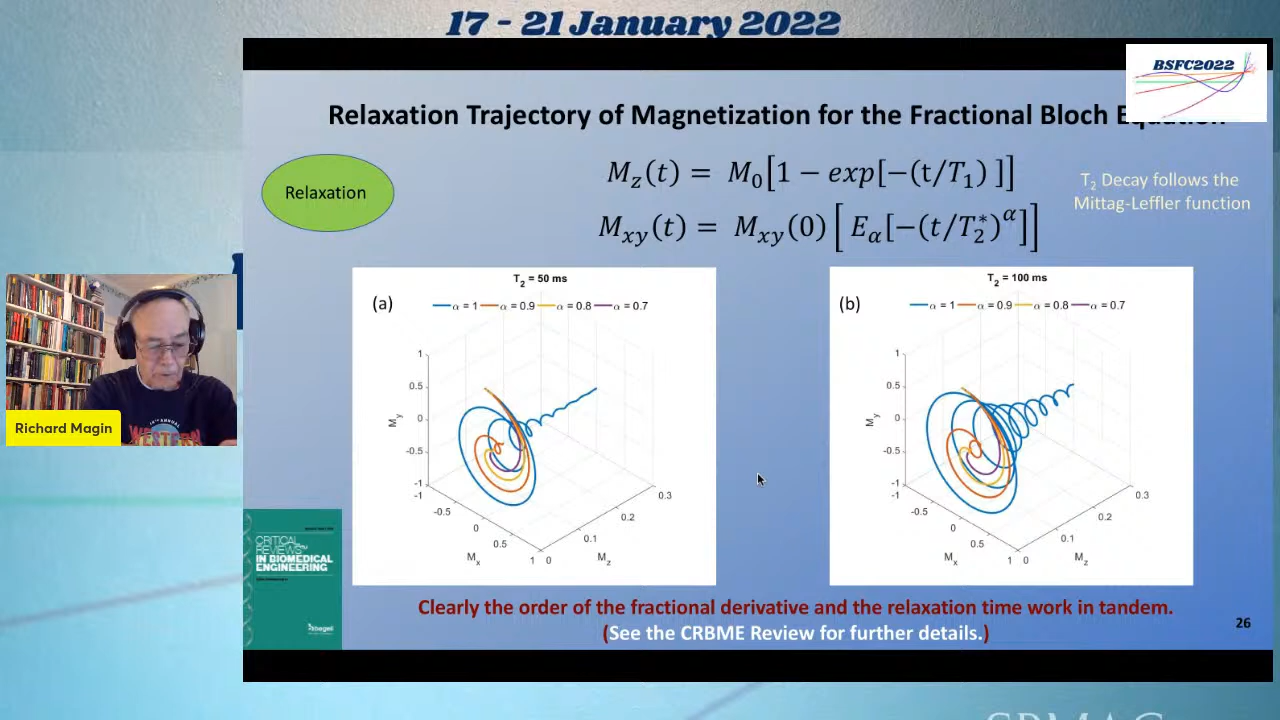 17 - 21 January 2022
BSFC2022
Relaxation Trajectory of Magnetization for the Fractional Bloch Equation
Relaxation
M_z(t) = M_0[1 − exp[−(t/T_1) ]]
M_xy(t) = M_xy(0) [ E_α[−(t/T_2^*)^α]]
T_2 Decay follows the
Mittag-Leffler function
T_2 = 50 ms
(a)
α = 1 α = 0.9 α = 0.8 α = 0.7
1
0.5
0
-0.5
-1
M_y
-1
-0.5
0
0.5
1
M_x
0
0.1
0.2
0.3
M_z
T_2 = 100 ms
(b)
α = 1 α = 0.9 α = 0.8 α = 0.7
1
0.5
0
-0.5
-1
M_y
-1
-0.5
0
0.5
1
M_x
0
0.1
0.2
0.3
M_z
Richard Magin
WESTERN
CRITICAL
REVIEWS
IN BIOMEDICAL
ENGINEERING
begell
Clearly the order of the fractional derivative and the relaxation time work in tandem.
(See the CRBME Review for further details.)
26